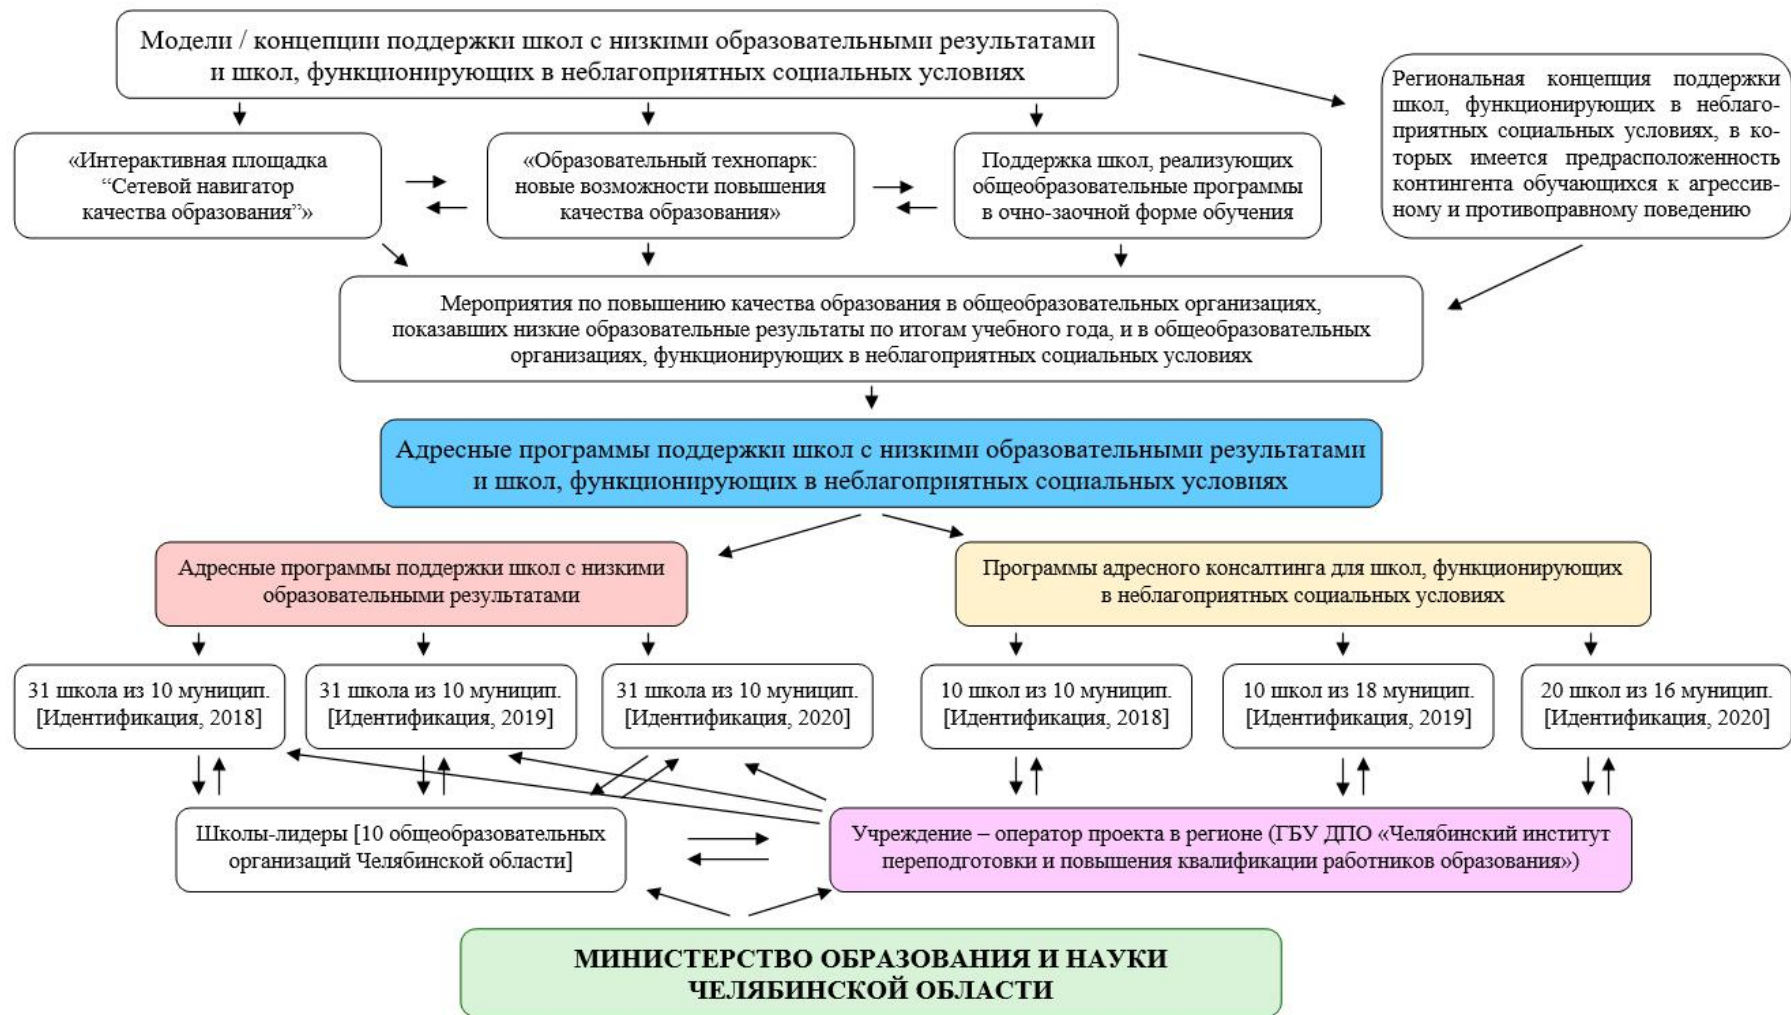 Модели / концепции поддержки школ с низкими образовательными результатами
и школ, функционирующих в неблагоприятных социальных условиях
Региональная концепция поддержки
школ, функционирующих в неблаго-
приятных социальных условиях, в ко-
торых имеется предрасположенность
контингента обучающихся к агрессив-
ному и противоправному поведению
«Интерактивная площадка
“Сетевой навигатор
качества образования”»
«Образовательный технопарк:
новые возможности повышения
качества образования»
Поддержка школ, реализующих
общеобразовательные программы
в очно-заочной форме обучения
Мероприятия по повышению качества образования в общеобразовательных организациях,
показавших низкие образовательные результаты по итогам учебного года, и в общеобразовательных
организациях, функционирующих в неблагоприятных социальных условиях
Адресные программы поддержки школ с низкими образовательными результатами
и школ, функционирующих в неблагоприятных социальных условиях
Адресные программы поддержки школ с низкими
образовательными результатами
Программы адресного консалтинга для школ, функционирующих
в неблагоприятных социальных условиях
31 школа из 10 муницип.
[Идентификация, 2018]
31 школа из 10 муницип.
[Идентификация, 2019]
31 школа из 10 муницип.
[Идентификация, 2020]
10 школ из 10 муницип.
[Идентификация, 2018]
10 школ из 18 муницип.
[Идентификация, 2019]
20 школ из 16 муницип.
[Идентификация, 2020]
Школы-лидеры [10 общеобразовательных
организаций Челябинской области]
Учреждение – оператор проекта в регионе (ГБУ ДПО «Челябинский институт
переподготовки и повышения квалификации работников образования»)
МИНИСТЕРСТВО ОБРАЗОВАНИЯ И НАУКИ
ЧЕЛЯБИНСКОЙ ОБЛАСТИ